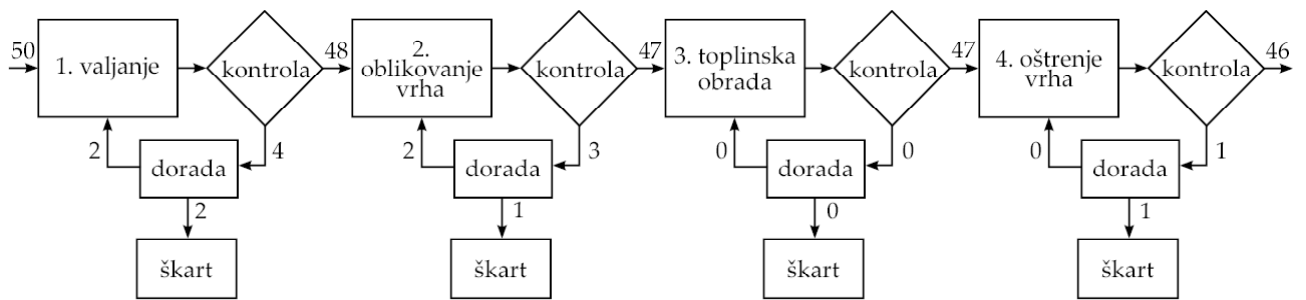 50
1. valjanje
kontrola
48
2.
oblikovanje
vrha
kontrola
47
3. toplinska
obrada
kontrola
47
4. oštrenje
vrha
kontrola
46
2
dorada
4
2
dorada
3
0
dorada
0
0
dorada
1
2
1
0
1
škart
škart
škart
škart